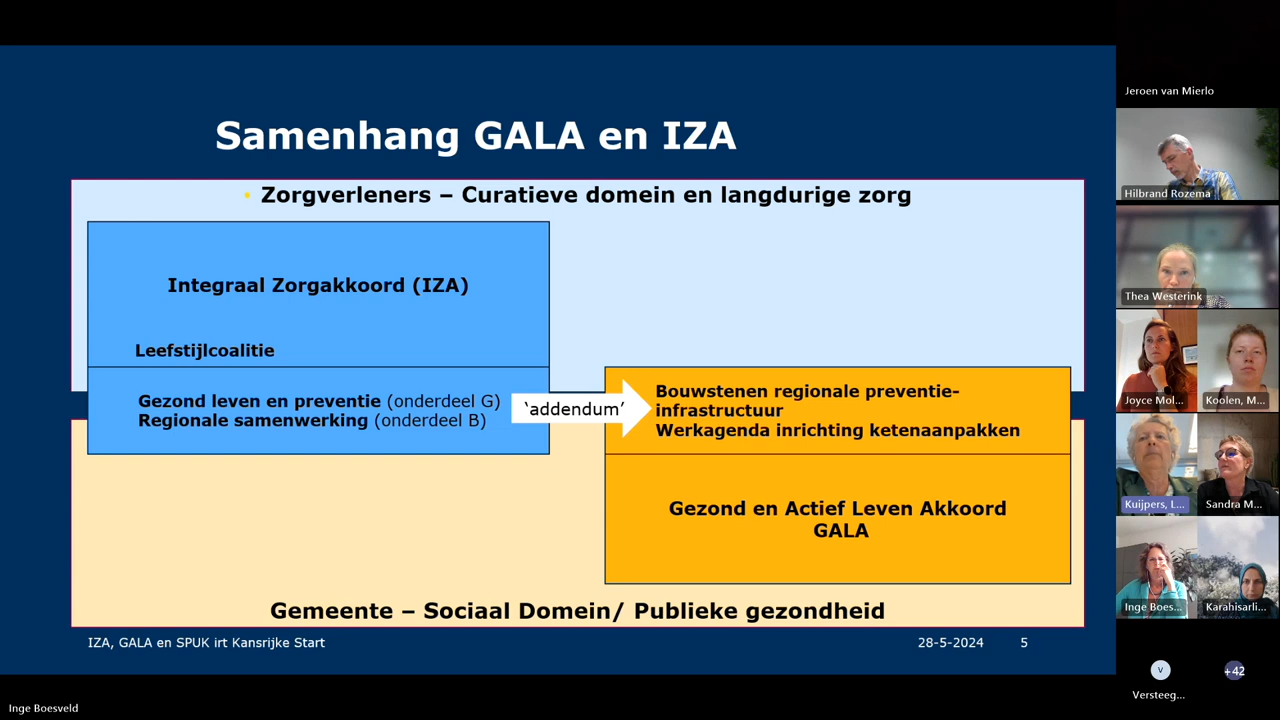 Samenhang GALA en IZA
• Zorgverleners – Curatieve domein en langdurige zorg
Integraal Zorgakkoord (IZA)
Leefstijlcoalitie
Gezond leven en preventie (onderdeel G)
Regionale samenwerking (onderdeel B)
‘addendum’
Bouwstenen regionale preventie-
infrastructuur
Werkagenda inrichting ketenaanpakken
Gezond en Actief Leven Akkoord
GALA
Gemeente – Sociaal Domein/ Publieke gezondheid
IZA, GALA en SPUK irt Kansrijke Start
28-5-2024
5
Inge Boesveld
Jeroen van Mierlo
Hilbrand Rozema
Thea Westerink
Joyce Mol...
Koolen, M...
Kuijpers, L...
Sandra M...
Inge Boes...
Karahisarli...
V
Versteeg...
+42